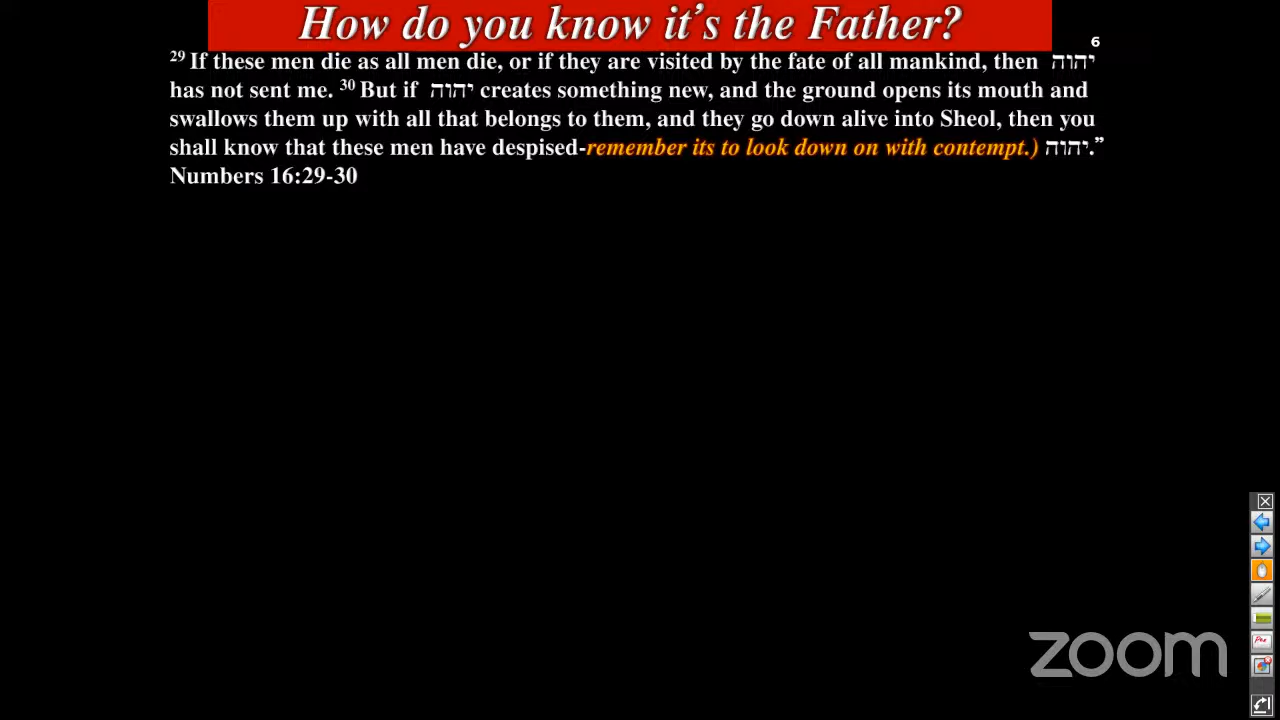 How do you know it's the Father?
6
29 If these men die as all men die, or if they are visited by the fate of all mankind, then יהוה
has not sent me. 30 But if יהוה creates something new, and the ground opens its mouth and
swallows them up with all that belongs to them, and they go down alive into Sheol, then you
shall know that these men have despised-remember its to look down on with contempt.) יהוה.”
Numbers 16:29-30
zoom